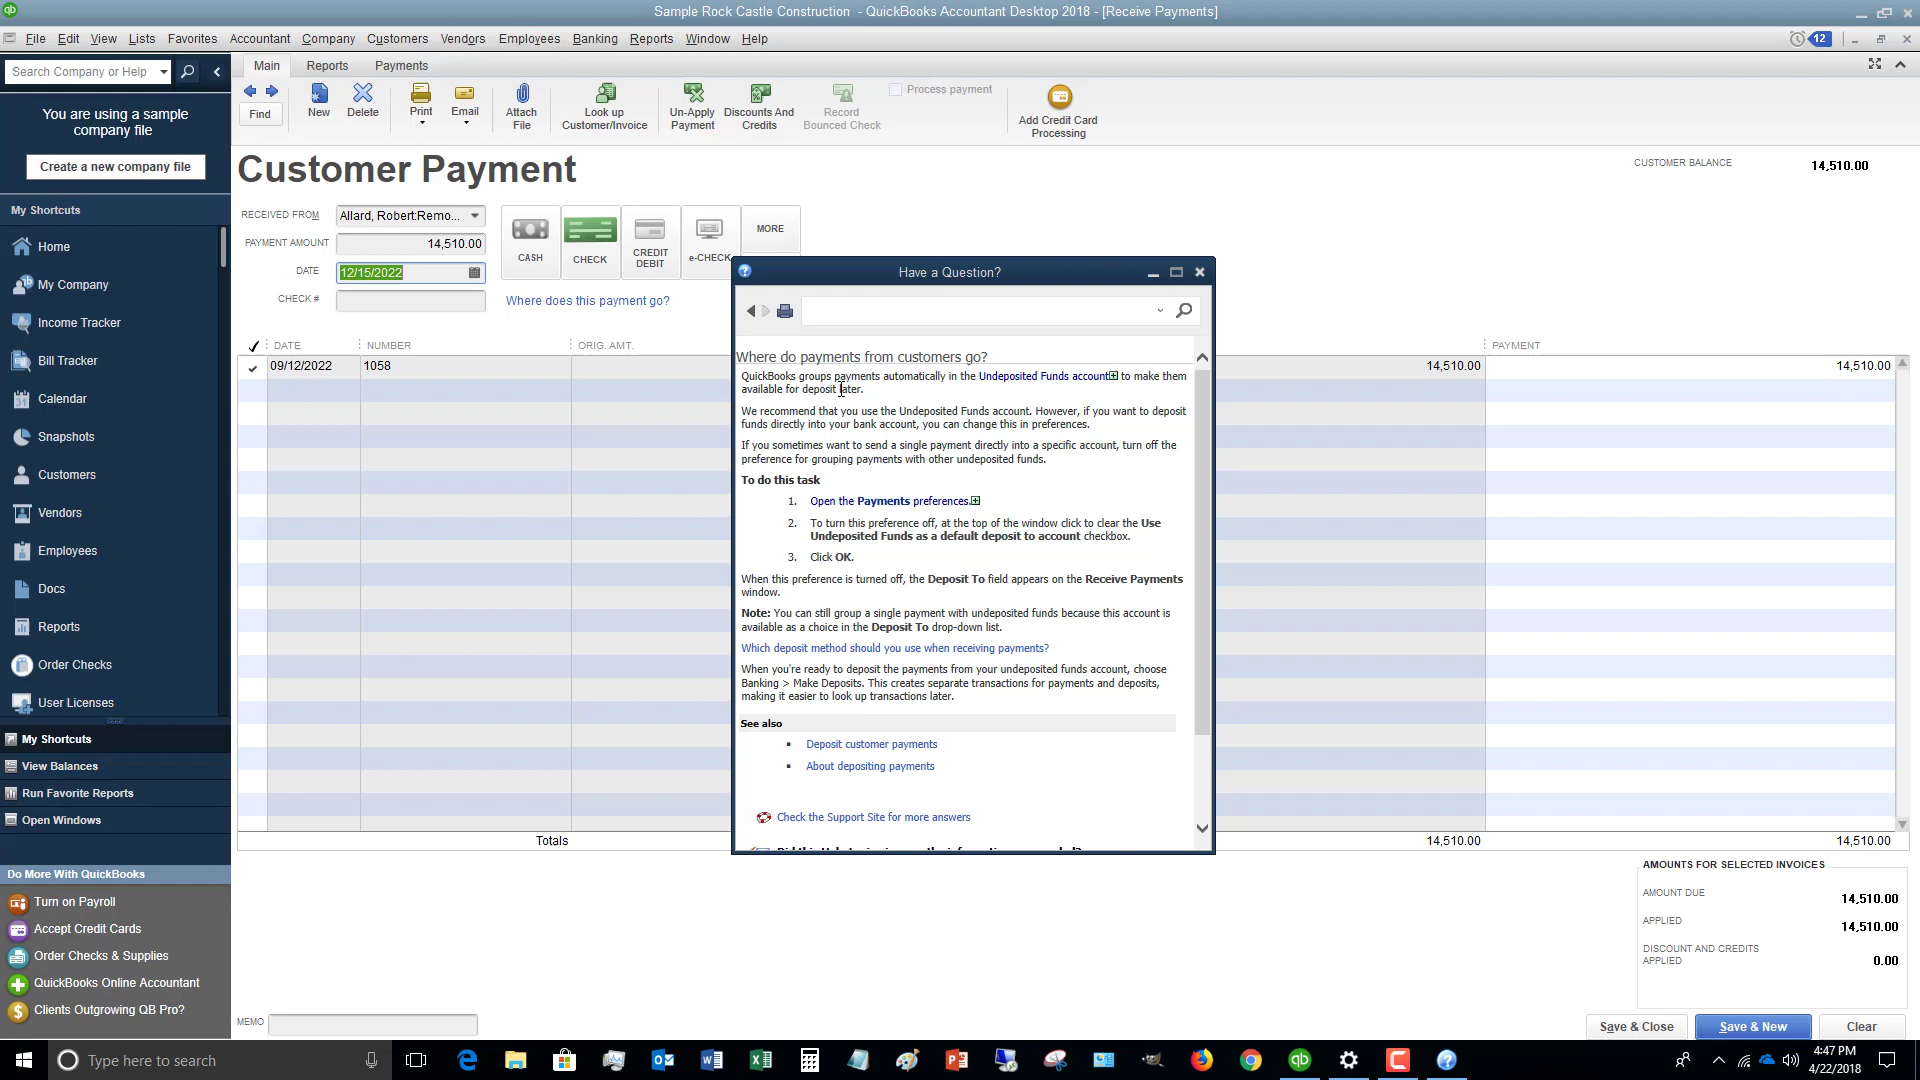 Sample Rock Castle Construction - QuickBooks Accountant Desktop 2018 - [Receive Payments]
File Edit View Lists Favorites Accountant Company Customers Vendors Employees Banking Reports Window Help
12
Search Company or Help
Main Reports Payments
You are using a sample
company file
Create a new company file
Find
New
Delete
Print
Email
Attach
File
Look up
Customer/Invoice
Un-Apply
Payment
Discounts And
Credits
Record
Bounced Check
Process payment
Add Credit Card
Processing
Customer Payment
CUSTOMER BALANCE 14,510.00
RECEIVED FROM Allard, Robert:Remo...
PAYMENT AMOUNT 14,510.00
DATE 12/15/2022
CHECK #
CASH
CHECK
CREDIT
DEBIT
e-CHECK
MORE
Where does this payment go?
DATE NUMBER ORIG. AMT. PAYMENT
09/12/2022 1058 14,510.00 14,510.00
Totals 14,510.00 14,510.00
Have a Question?
Where do payments from customers go?
QuickBooks groups payments automatically in the Undeposited Funds account to make them
available for deposit later.
We recommend that you use the Undeposited Funds account. However, if you want to deposit
funds directly into your bank account, you can change this in preferences.
If you sometimes want to send a single payment directly into a specific account, turn off the
preference for grouping payments with other undeposited funds.
To do this task
1. Open the Payments preferences.
2. To turn this preference off, at the top of the window click to clear the Use
Undeposited Funds as a default deposit to account checkbox.
3. Click OK.
When this preference is turned off, the Deposit To field appears on the Receive Payments
window.
Note: You can still group a single payment with undeposited funds because this account is
available as a choice in the Deposit To drop-down list.
Which deposit method should you use when receiving payments?
When you're ready to deposit the payments from your undeposited funds account, choose
Banking > Make Deposits. This creates separate transactions for payments and deposits,
making it easier to look up transactions later.
See also
Deposit customer payments
About depositing payments
Check the Support Site for more answers
My Shortcuts
Home
My Company
Income Tracker
Bill Tracker
Calendar
Snapshots
Customers
Vendors
Employees
Docs
Reports
Order Checks
User Licenses
My Shortcuts
View Balances
Run Favorite Reports
Open Windows
Do More With QuickBooks
Turn on Payroll
Accept Credit Cards
Order Checks & Supplies
QuickBooks Online Accountant
Clients Outgrowing QB Pro?
AMOUNTS FOR SELECTED INVOICES
AMOUNT DUE 14,510.00
APPLIED 14,510.00
DISCOUNT AND CREDITS
APPLIED 0.00
MEMO
Save & Close
Save & New
Clear
Type here to search
4:47 PM
4/22/2018